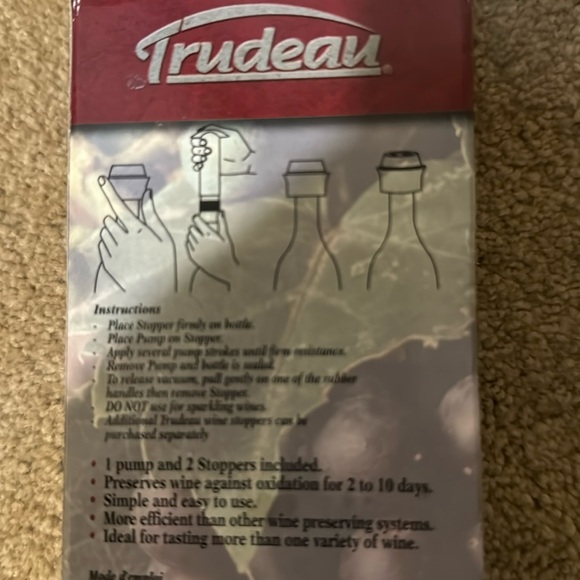 Trudeau®
Instructions
- Place Stopper firmly on bottle.
- Place Pump on Stopper.
- Apply several pump strokes until firm resistance.
- Remove Pump and bottle is sealed.
- To release vacuum, pull gently on one of the rubber
handles then remove Stopper.
- DO NOT use for sparkling wines.
- Additional Trudeau wine stoppers can be
purchased separately
• 1 pump and 2 Stoppers included.
• Preserves wine against oxidation for 2 to 10 days.
• Simple and easy to use.
• More efficient than other wine preserving systems.
• Ideal for tasting more than one variety of wine.
Mode d'emploi